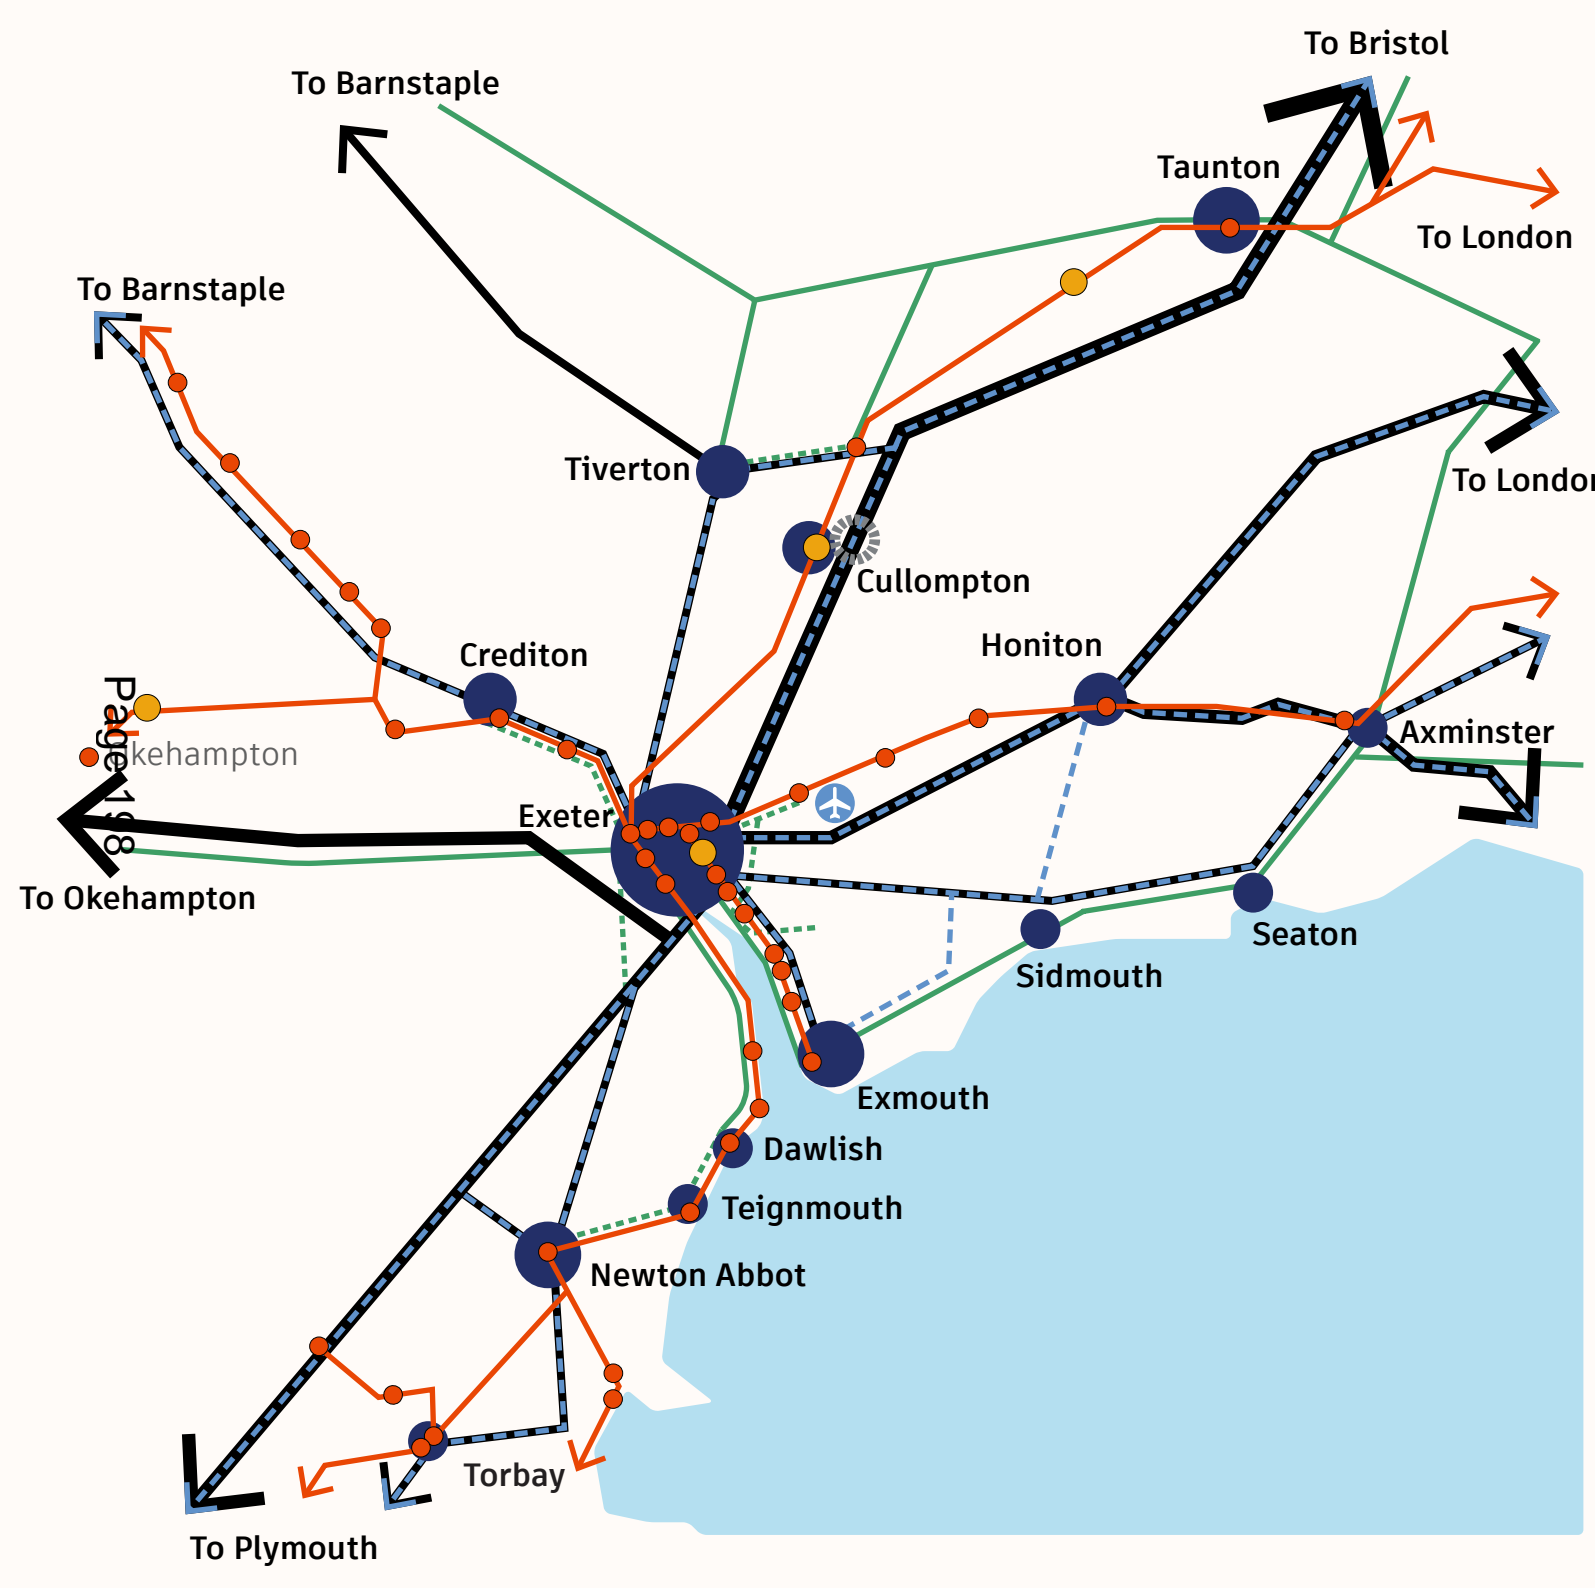 To Bristol
To Barnstaple
Taunton
To London
To Barnstaple
Tiverton
To London
Cullompton
Honiton
Crediton
Page 198
Axminster
kehampton
Exeter
To Okehampton
Seaton
Sidmouth
Exmouth
Dawlish
Teignmouth
Newton Abbot
Torbay
To Plymouth